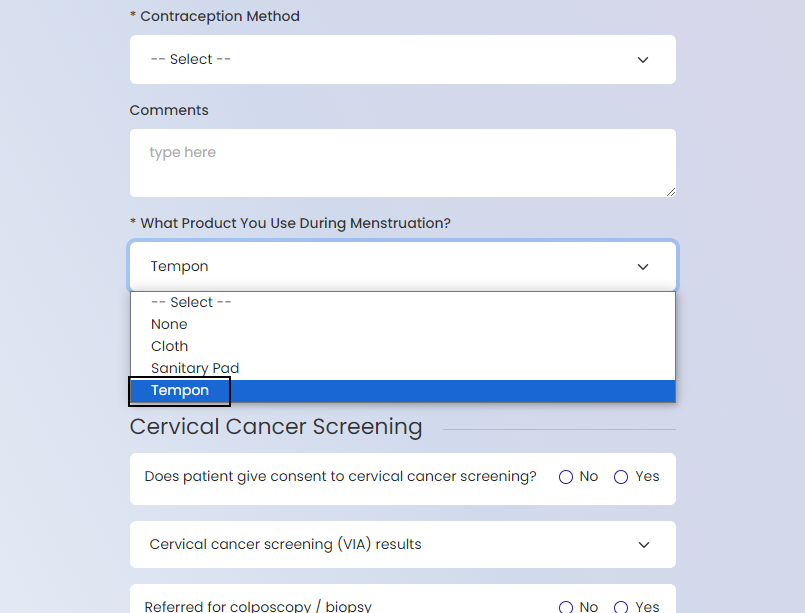 * Contraception Method
-- Select --
Comments
type here
* What Product You Use During Menstruation?
Tempon
-- Select --
None
Cloth
Sanitary Pad
Tempon
Cervical Cancer Screening
Does patient give consent to cervical cancer screening? No Yes
Cervical cancer screening (VIA) results
Referred for colposcopy / biopsy No Yes